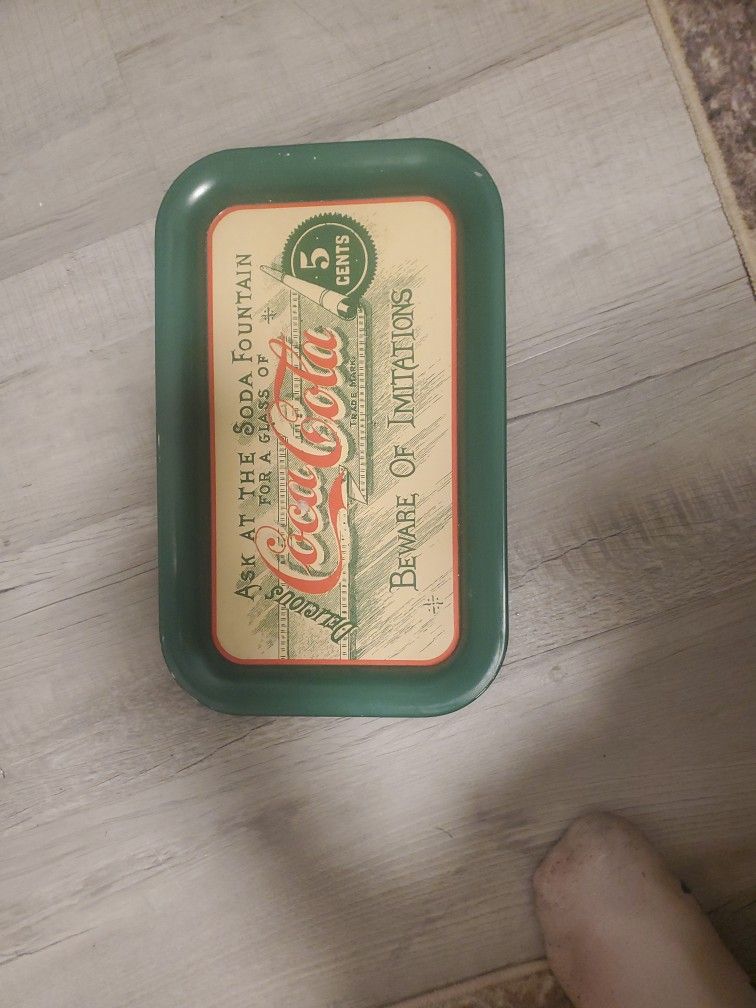 ASK AT THE SODA FOUNTAIN
FOR A GLASS OF
5
CENTS
DELICIOUS
Coca-Cola
TRADE MARK
BEWARE OF IMITATIONS